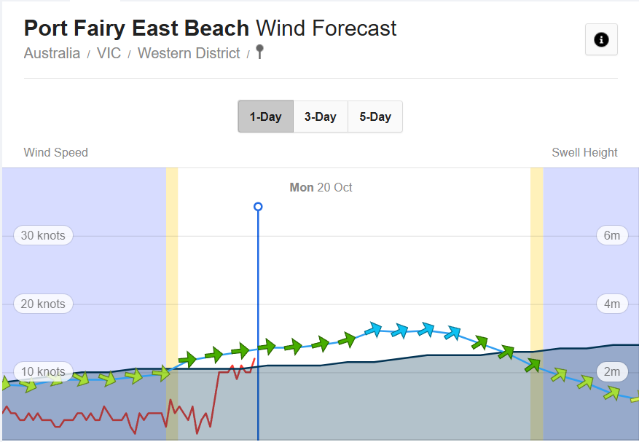 Port Fairy East Beach Wind Forecast
Australia / VIC / Western District /
1-Day 3-Day 5-Day
Wind Speed Swell Height
Mon 20 Oct
30 knots 6m
20 knots 4m
10 knots 2m